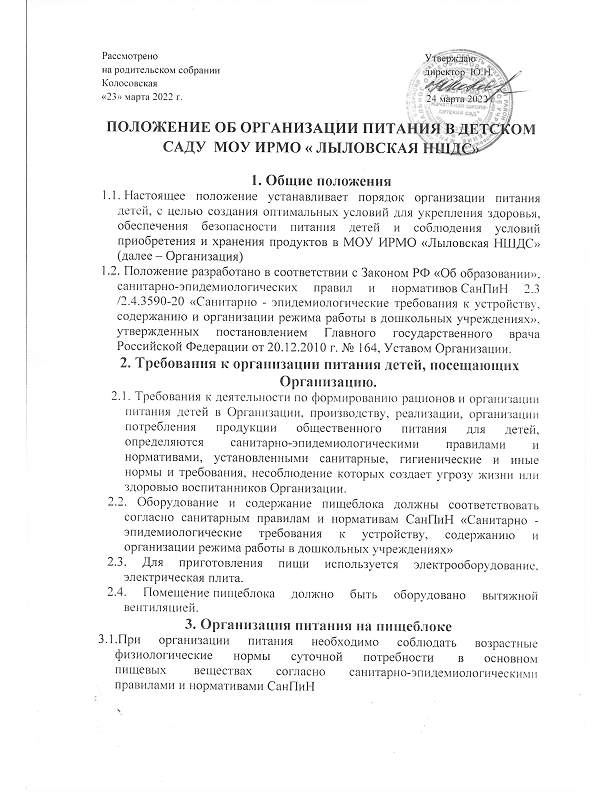 Рассмотрено Утверждаю
на родительском собрании директор Ю.Н.
Колосовская
«23» марта 2022 г. 24 марта 2022г
ПОЛОЖЕНИЕ ОБ ОРГАНИЗАЦИИ ПИТАНИЯ В ДЕТСКОМ
САДУ МОУ ИРМО « ЛЫЛОВСКАЯ НШДС»
1. Общие положения
1.1. Настоящее положение устанавливает порядок организации питания
детей, с целью создания оптимальных условий для укрепления здоровья,
обеспечения безопасности питания детей и соблюдения условий
приобретения и хранения продуктов в МОУ ИРМО «Лыловская НШДС»
(далее – Организация)
1.2. Положение разработано в соответствии с Законом РФ «Об образовании»,
санитарно-эпидемиологических правил и нормативов СанПиН 2.3
/2.4.3590-20 «Санитарно - эпидемиологические требования к устройству,
содержанию и организации режима работы в дошкольных учреждениях»,
утвержденных постановлением Главного государственного врача
Российской Федерации от 20.12.2010 г. № 164, Уставом Организации.
2. Требования к организации питания детей, посещающих
Организацию.
2.1. Требования к деятельности по формированию рационов и организации
питания детей в Организации, производству, реализации, организации
потребления продукции общественного питания для детей,
определяются санитарно-эпидемиологическими правилами и
нормативами, установленными санитарные, гигиенические и иные
нормы и требования, несоблюдение которых создает угрозу жизни или
здоровью воспитанников Организации.
2.2. Оборудование и содержание пищеблока должны соответствовать
согласно санитарным правилам и нормативам СанПиН «Санитарно -
эпидемиологические требования к устройству, содержанию и
организации режима работы в дошкольных учреждениях»
2.3. Для приготовления пищи используется электрооборудование,
электрическая плита.
2.4. Помещение пищеблока должно быть оборудовано вытяжной
вентиляцией.
3. Организация питания на пищеблоке
3.1.При организации питания необходимо соблюдать возрастные
физиологические нормы суточной потребности в основном
пищевых веществах согласно санитарно-эпидемиологическими
правилами и нормативами СанПиН